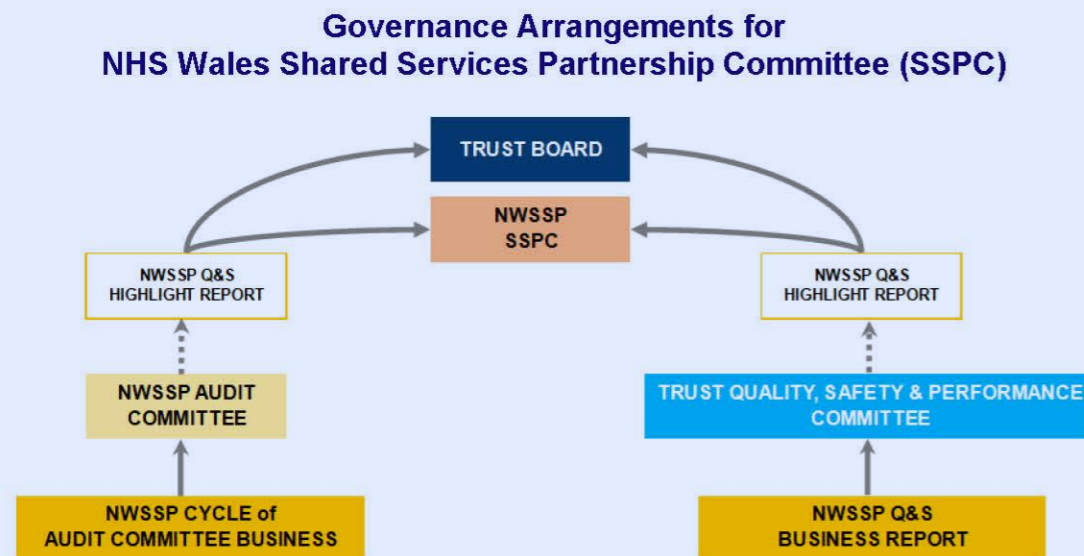 Governance Arrangements for
NHS Wales Shared Services Partnership Committee (SSPC)
TRUST BOARD
NWSSP
SSPC
NWSSP Q&S
HIGHLIGHT REPORT
NWSSP Q&S
HIGHLIGHT REPORT
NWSSP AUDIT
COMMITTEE
TRUST QUALITY, SAFETY & PERFORMANCE
COMMITTEE
NWSSP CYCLE of
AUDIT COMMITTEE BUSINESS
NWSSP Q&S
BUSINESS REPORT